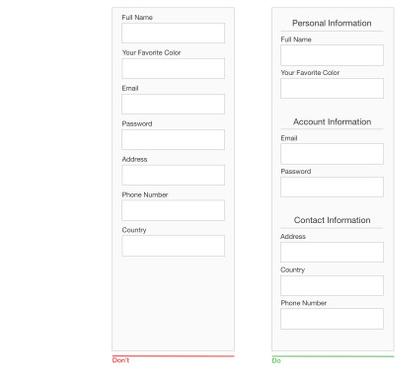 Full Name
Your Favorite Color
Email
Password
Address
Phone Number
Country
Don't
Personal Information
Full Name
Your Favorite Color
Account Information
Email
Password
Contact Information
Address
Country
Phone Number
Do